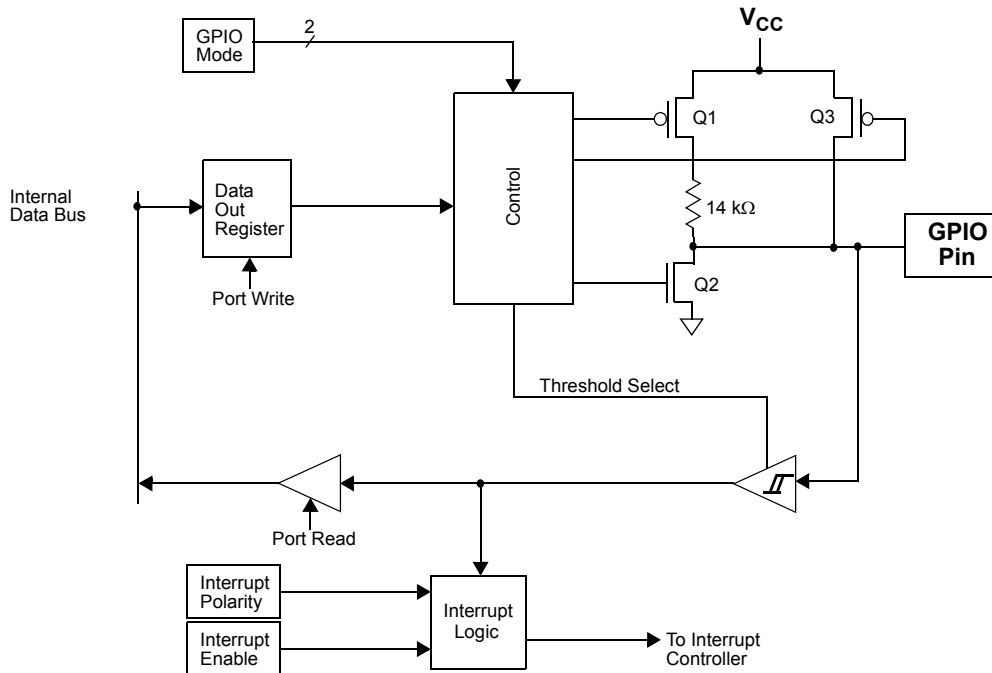 V_CC
GPIO
Mode
2
Q1
Q3
Control
Internal
Data Bus
Data
Out
Register
14 kΩ
GPIO
Pin
Q2
Port Write
Threshold Select
Port Read
Interrupt
Polarity
Interrupt
Enable
Interrupt
Logic
To Interrupt
Controller